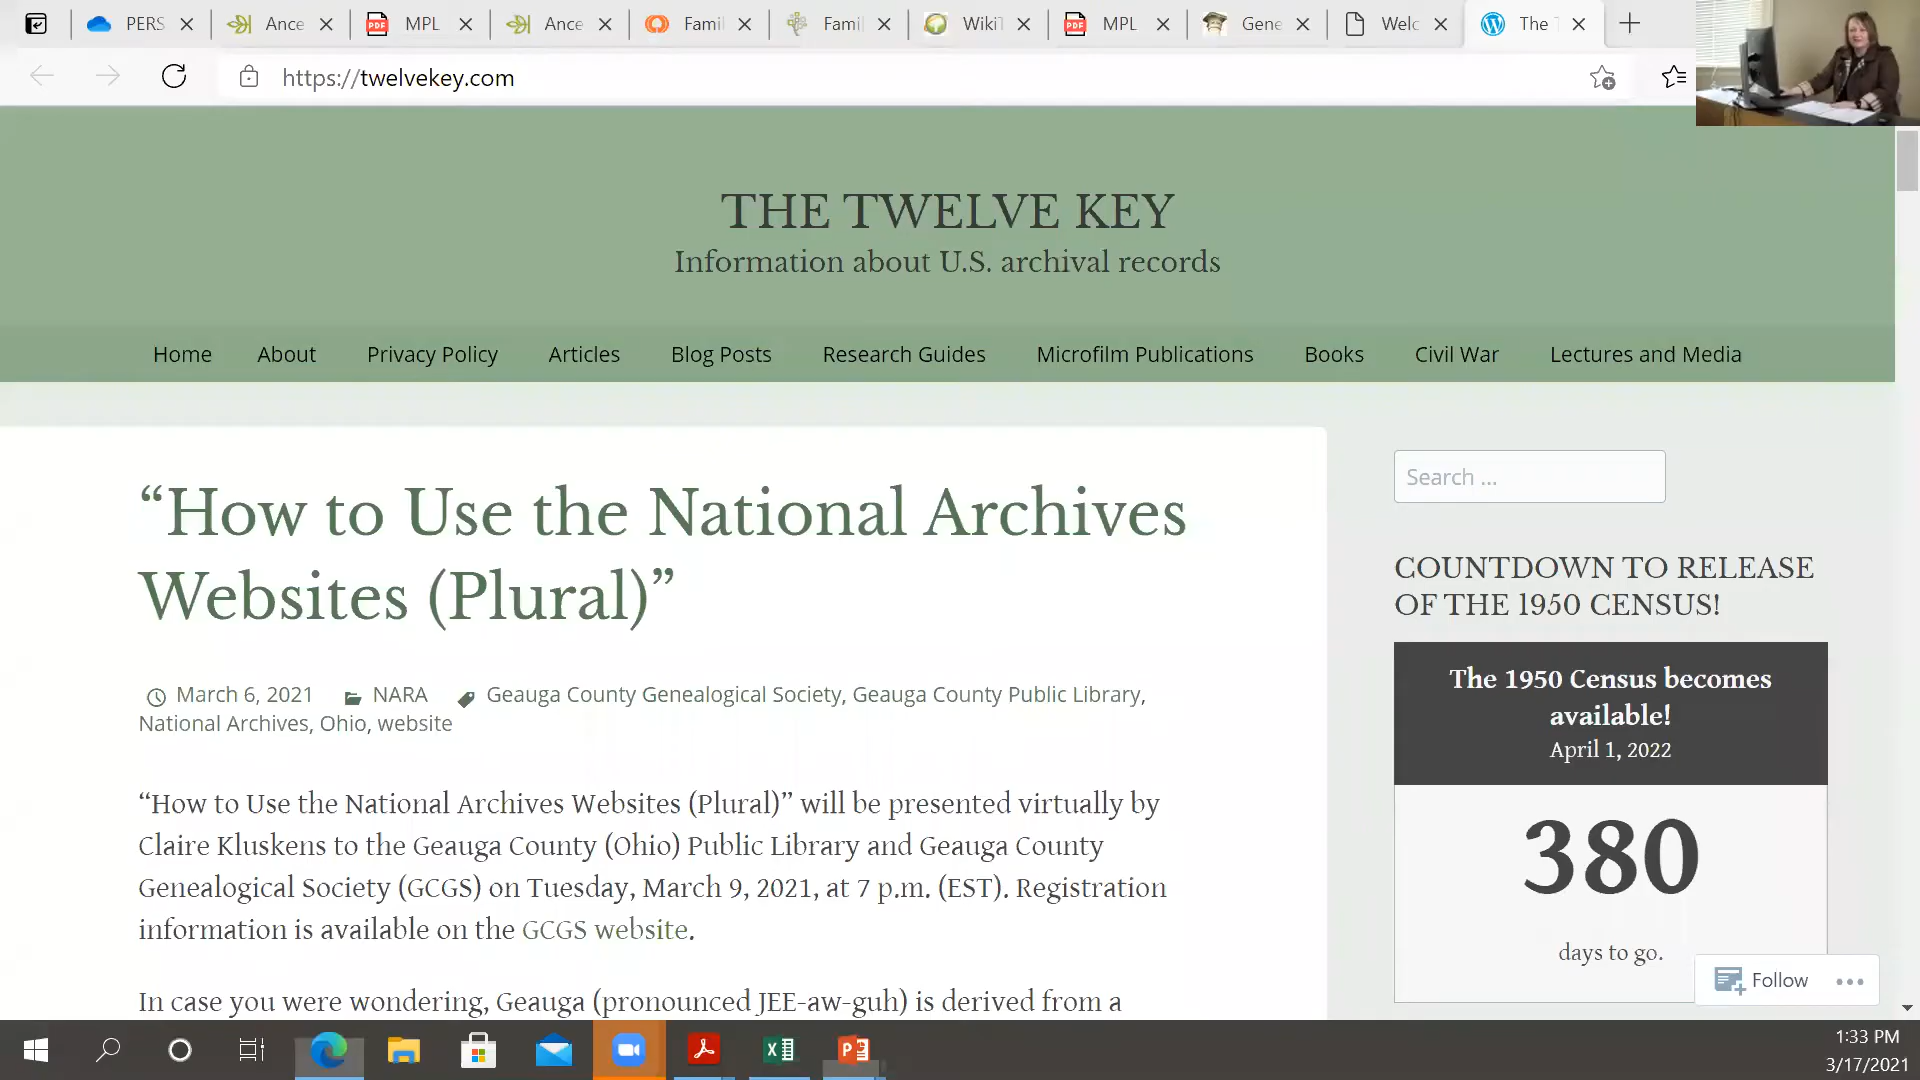 PERS
Ance
MPL
Ance
Famil
Famil
WikiT
MPL
Gene
Welc
The T
https://twelvekey.com
THE TWELVE KEY
Information about U.S. archival records
Home About Privacy Policy Articles Blog Posts Research Guides Microfilm Publications Books Civil War Lectures and Media
“How to Use the National Archives
Websites (Plural)”
March 6, 2021 NARA Geauga County Genealogical Society, Geauga County Public Library,
National Archives, Ohio, website
“How to Use the National Archives Websites (Plural)” will be presented virtually by
Claire Kluskens to the Geauga County (Ohio) Public Library and Geauga County
Genealogical Society (GCGS) on Tuesday, March 9, 2021, at 7 p.m. (EST). Registration
information is available on the GCGS website.
In case you were wondering, Geauga (pronounced JEE-aw-guh) is derived from a
Search ...
COUNTDOWN TO RELEASE
OF THE 1950 CENSUS!
The 1950 Census becomes
available!
April 1, 2022
380
days to go.
Follow
1:33 PM
3/17/2021